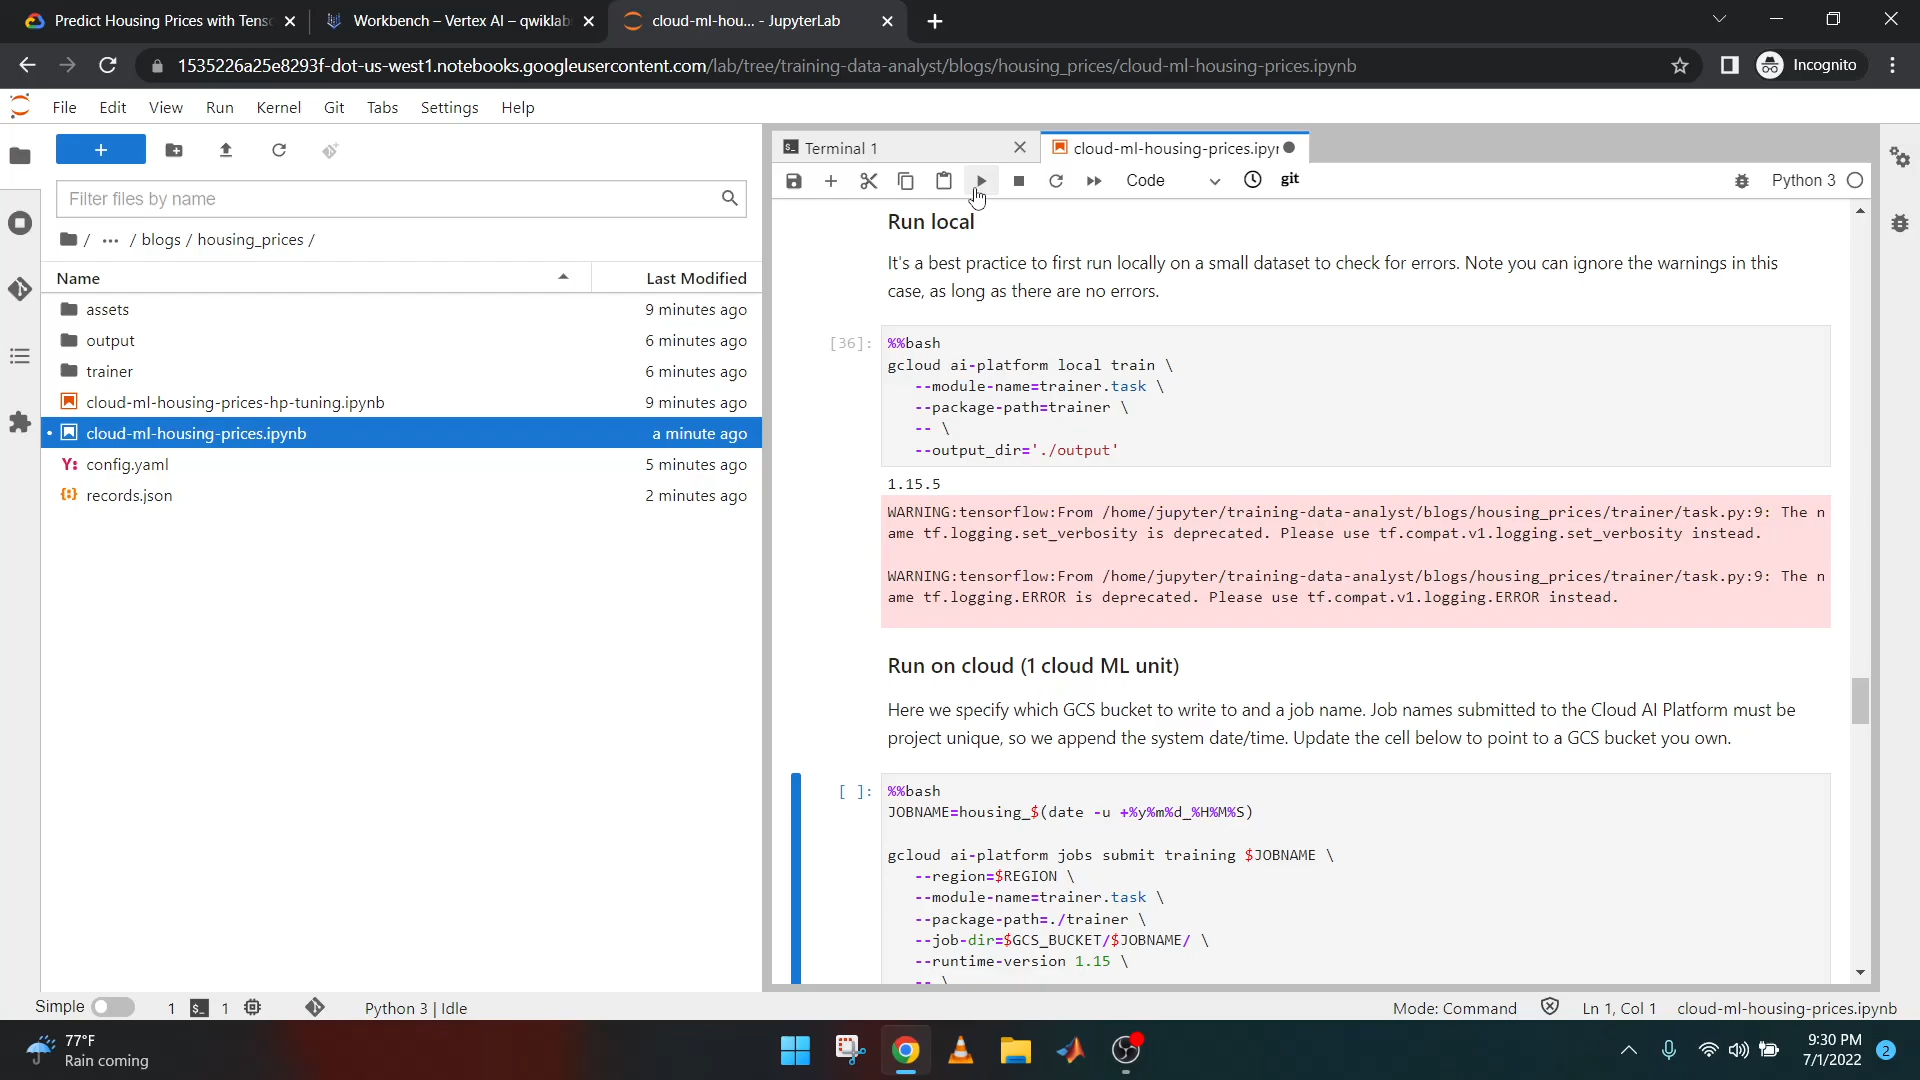 Predict Housing Prices with Tens
Workbench – Vertex AI – qwiklab
cloud-ml-hou... - JupyterLab
1535226a25e8293f-dot-us-west1.notebooks.googleusercontent.com/lab/tree/training-data-analyst/blogs/housing_prices/cloud-ml-housing-prices.ipynb
Incognito
File Edit View Run Kernel Git Tabs Settings Help
Filter files by name
/ ... / blogs / housing_prices /
Name Last Modified
assets 9 minutes ago
output 6 minutes ago
trainer 6 minutes ago
cloud-ml-housing-prices-hp-tuning.ipynb 9 minutes ago
• cloud-ml-housing-prices.ipynb a minute ago
Y: config.yaml 5 minutes ago
{:} records.json 2 minutes ago
Terminal 1
cloud-ml-housing-prices.ipyr
Code
git
Python 3
Run local
It's a best practice to first run locally on a small dataset to check for errors. Note you can ignore the warnings in this
case, as long as there are no errors.
[36]: %%bash
gcloud ai-platform local train \
--module-name=trainer.task \
--package-path=trainer \
-- \
--output_dir='./output'
1.15.5
WARNING:tensorflow:From /home/jupyter/training-data-analyst/blogs/housing_prices/trainer/task.py:9: The n
ame tf.logging.set_verbosity is deprecated. Please use tf.compat.v1.logging.set_verbosity instead.
WARNING:tensorflow:From /home/jupyter/training-data-analyst/blogs/housing_prices/trainer/task.py:9: The n
ame tf.logging.ERROR is deprecated. Please use tf.compat.v1.logging.ERROR instead.
Run on cloud (1 cloud ML unit)
Here we specify which GCS bucket to write to and a job name. Job names submitted to the Cloud AI Platform must be
project unique, so we append the system date/time. Update the cell below to point to a GCS bucket you own.
[ ]: %%bash
JOBNAME=housing_$(date -u +%y%m%d_%H%M%S)
gcloud ai-platform jobs submit training $JOBNAME \
--region=$REGION \
--module-name=trainer.task \
--package-path=./trainer \
--job-dir=$GCS_BUCKET/$JOBNAME/ \
--runtime-version 1.15 \
-- \
Simple 1 1 Python 3 | Idle Mode: Command Ln 1, Col 1 cloud-ml-housing-prices.ipynb
77°F
Rain coming
9:30 PM
7/1/2022
2